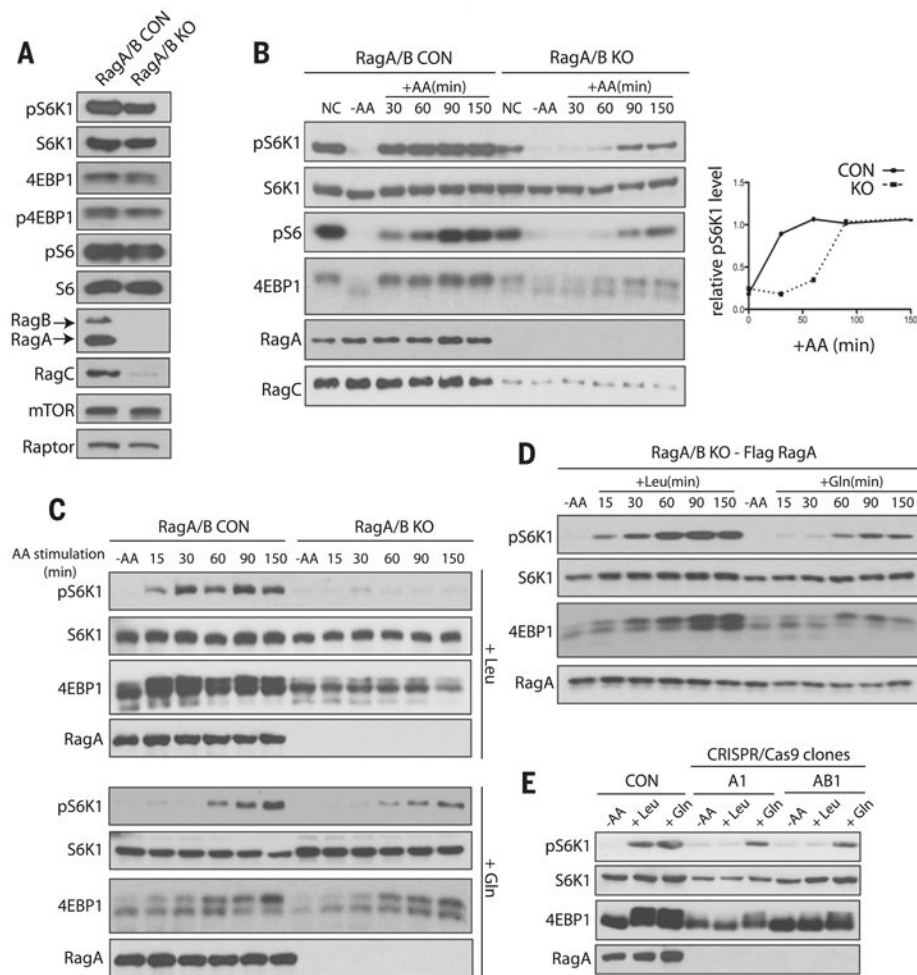 A
RagA/B CON
RagA/B KO
pS6K1
S6K1
4EBP1
p4EBP1
pS6
S6
RagB
RagA
RagC
mTOR
Raptor
B
RagA/B CON RagA/B KO
+AA(min) +AA(min)
NC -AA 30 60 90 150 NC -AA 30 60 90 150
pS6K1
S6K1
pS6
4EBP1
RagA
RagC
CON
KO
relative pS6K1 level
1.5
1.0
0.5
0.0
0 50 100 150
+AA (min)
C
RagA/B CON RagA/B KO
AA stimulation
(min)
-AA 15 30 60 90 150 -AA 15 30 60 90 150
pS6K1
S6K1
4EBP1
RagA
+ Leu
pS6K1
S6K1
4EBP1
RagA
+ Gln
D
RagA/B KO - Flag RagA
+Leu(min) +Gln(min)
-AA 15 30 60 90 150 -AA 15 30 60 90 150
pS6K1
S6K1
4EBP1
RagA
E
CRISPR/Cas9 clones
CON A1 AB1
-AA + Leu + Gln -AA + Leu + Gln -AA + Leu + Gln
pS6K1
S6K1
4EBP1
RagA